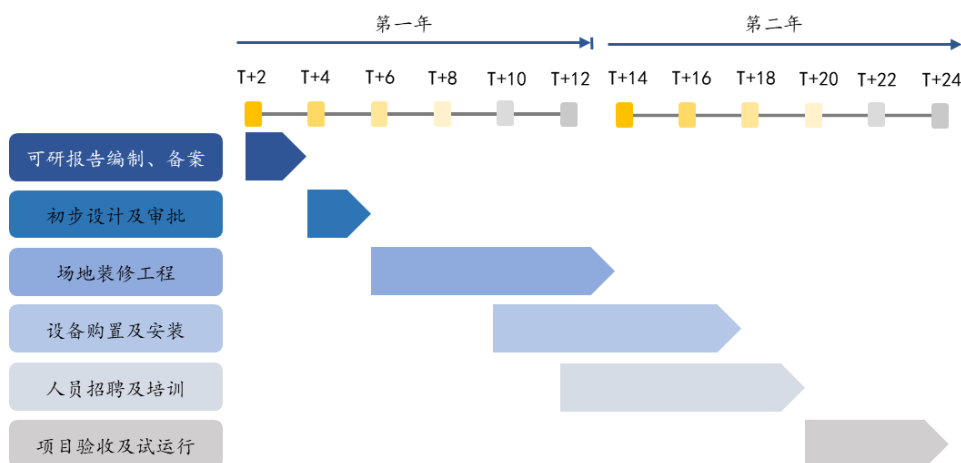 第一年 第二年
T+2 T+4 T+6 T+8 T+10 T+12 T+14 T+16 T+18 T+20 T+22 T+24
可研报告编制、备案
初步设计及审批
场地装修工程
设备购置及安装
人员招聘及培训
项目验收及试运行